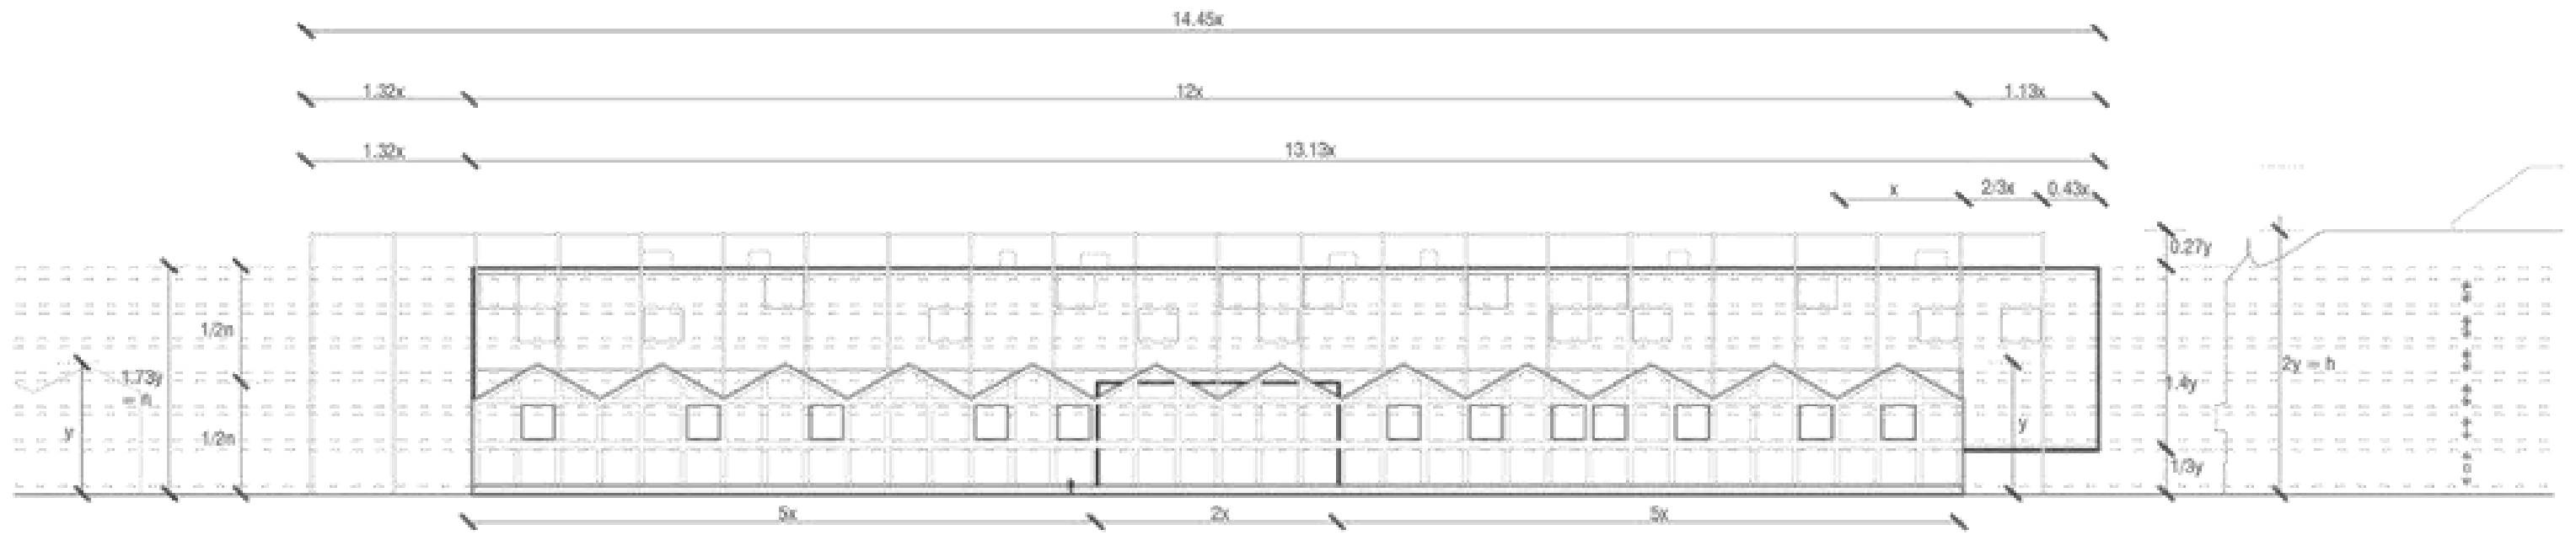 14.45x
1.32x 12x 1.13x
1.32x 13.13x
x 2/3x 0.43x
0.27y
1/2n
2y = h
1.73y
= n
1.4y
y
y
1/2n
1/3y
5x 2x 5x